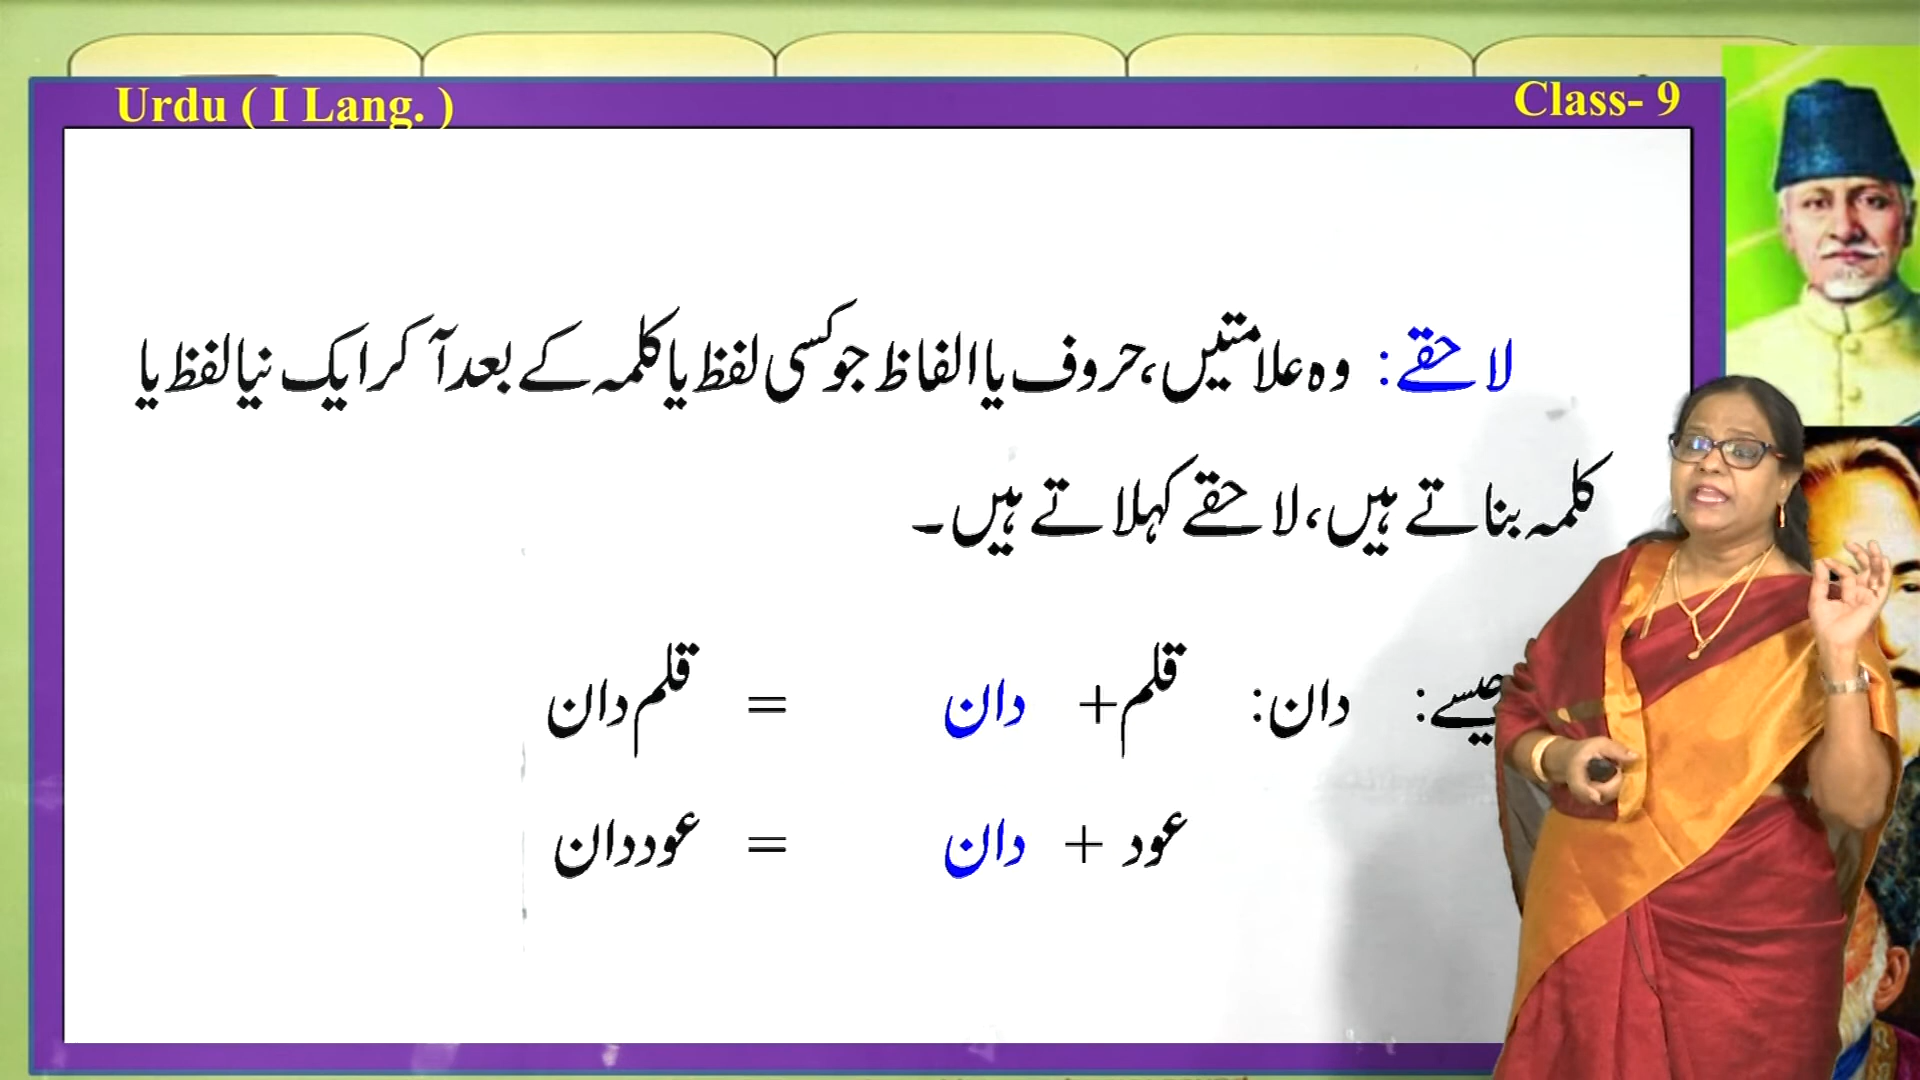 Urdu ( I Lang. )
Class- 9
لاحقے: وہ علامتیں، حروف یا الفاظ جو کسی لفظ یا کلمہ کے بعد آ کر ایک نیا لفظ یا
کلمہ بناتے ہیں، لاحقے کہلاتے ہیں۔
جیسے: دان: قلم + دان = قلم دان
عود + دان = عوددان